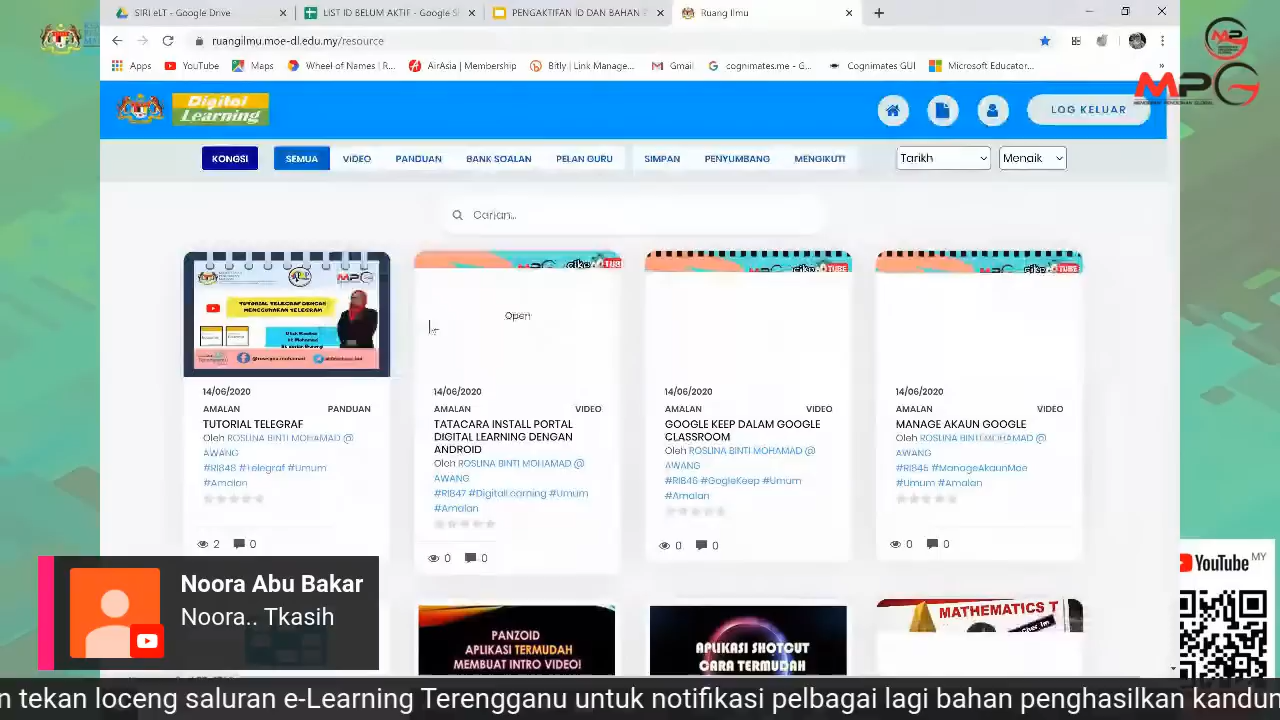 SIRI eLT - Google Drive
LIST ID BELUM AKTIF - Google S
PENGAKTIFAN ID DAN BAHAN
Ruang Ilmu
ruangilmu.moe-dl.edu.my/resource
Apps
YouTube
Maps
Wheel of Names | R...
AirAsia | Membership
Bitly. | Link Manage...
Gmail
cognimates.me...
Cognimates GUI
Microsoft Educator...
MPG
Digital
Learning
LOG KELUAR
KONGSI
SEMUA
VIDEO
PANDUAN
BANK SOALAN
PELAN GURU
SIMPAN
PENYUMBANG
MENGIKUTI
Tarikh
Menaik
Carian...
TUTORIAL TELEGRAF DENGAN
MENGGUNAKAN TELEGRAM
Open
14/06/2020
AMALAN PANDUAN
TUTORIAL TELEGRAF
Oleh ROSLINA BINTI MOHAMAD @
AWANG
#RI848 #Telegraf #Umum
#Amalan
2 0
14/06/2020
AMALAN VIDEO
TATACARA INSTALL PORTAL
DIGITAL LEARNING DENGAN
ANDROID
Oleh ROSLINA BINTI MOHAMAD @
AWANG
#RI847 #DigitalLearning #Umum
#Amalan
0 0
14/06/2020
AMALAN VIDEO
GOOGLE KEEP DALAM GOOGLE
CLASSROOM
Oleh ROSLINA BINTI MOHAMAD @
AWANG
#RI846 #GogleKeep #Umum
#Amalan
0 0
14/06/2020
AMALAN VIDEO
MANAGE AKAUN GOOGLE
Oleh ROSLINA BINTI MOHAMAD @
AWANG
#RI845 #ManageAkaunMoe
#Umum #Amalan
0 0
PANZOID
APLIKASI TERMUDAH
MEMBUAT INTRO VIDEO!
APLIKASI SHOTCUT
CARA TERMUDAH
MATHEMATICS T
YouTube MY
Noora Abu Bakar
Noora.. Tkasih
n tekan loceng saluran e-Learning Terengganu untuk notifikasi pelbagai lagi bahan penghasilan kandun